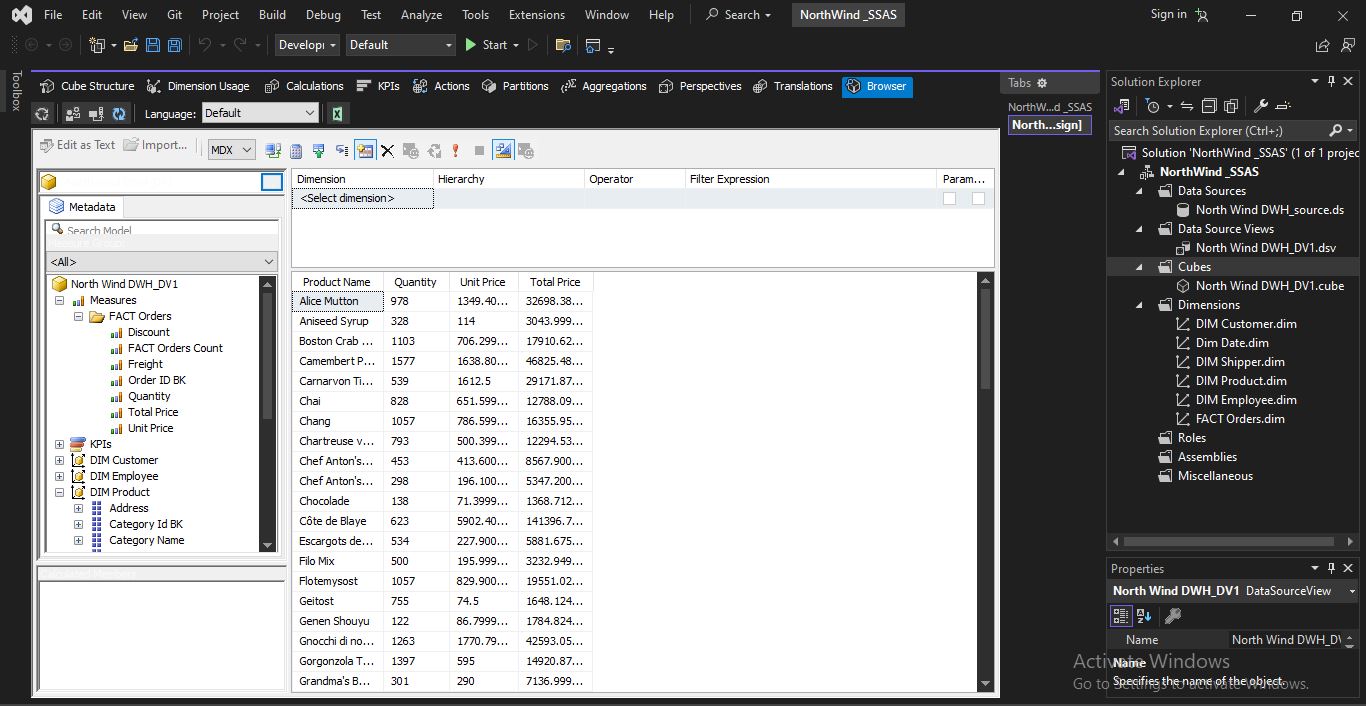 File Edit View Git Project Build Debug Test Analyze Tools Extensions Window Help Search NorthWind _SSAS Sign in
Developi Default Start
Toolbox
Cube Structure Dimension Usage Calculations KPIs Actions Partitions Aggregations Perspectives Translations Browser
Language: Default
Edit as Text Import... MDX
Metadata
Search Model
Measure Group:
<All>
North Wind DWH_DV1
Measures
FACT Orders
Discount
FACT Orders Count
Freight
Order ID BK
Quantity
Total Price
Unit Price
KPIs
DIM Customer
DIM Employee
DIM Product
Address
Category Id BK
Category Name
Calculated Members
Dimension Hierarchy Operator Filter Expression Param...
<Select dimension>
Product Name Quantity Unit Price Total Price
Alice Mutton 978 1349.40... 32698.38...
Aniseed Syrup 328 114 3043.999...
Boston Crab ... 1103 706.299... 17910.62...
Camembert P... 1577 1638.80... 46825.48...
Carnarvon Ti... 539 1612.5 29171.87...
Chai 828 651.599... 12788.09...
Chang 1057 786.599... 16355.95...
Chartreuse v... 793 500.399... 12294.53...
Chef Anton's... 453 413.600... 8567.900...
Chef Anton's... 298 196.100... 5347.200...
Chocolade 138 71.3999... 1368.712...
Côte de Blaye 623 5902.40... 141396.7...
Escargots de... 534 227.900... 5881.675...
Filo Mix 500 195.999... 3232.949...
Flotemysost 1057 829.900... 19551.02...
Geitost 755 74.5 1648.124...
Genen Shouyu 122 86.7999... 1784.824...
Gnocchi di no... 1263 1770.79... 42593.05...
Gorgonzola T... 1397 595 14920.87...
Grandma's B... 301 290 7136.999...
Tabs
NorthW...d _SSAS
North...sign]
Solution Explorer
Search Solution Explorer (Ctrl+;)
Solution 'NorthWind _SSAS' (1 of 1 projec
NorthWind _SSAS
Data Sources
North Wind DWH_source.ds
Data Source Views
North Wind DWH_DV1.dsv
Cubes
North Wind DWH_DV1.cube
Dimensions
DIM Customer.dim
Dim Date.dim
DIM Shipper.dim
DIM Product.dim
DIM Employee.dim
FACT Orders.dim
Roles
Assemblies
Miscellaneous
Properties
North Wind DWH_DV1 DataSourceView
Name North Wind DWH_DV
Name
Specifies the name of the object.
Activate Windows
Go to Settings to activate Windows.